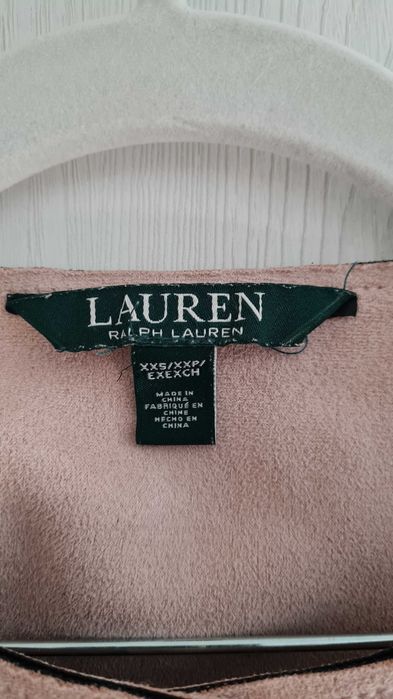 LAUREN
RALPH LAUREN
XXS/XXP/
EXEXCH
MADE IN
CHINA
FABRIQUÉ EN
CHINE
HECHO EN
CHINA